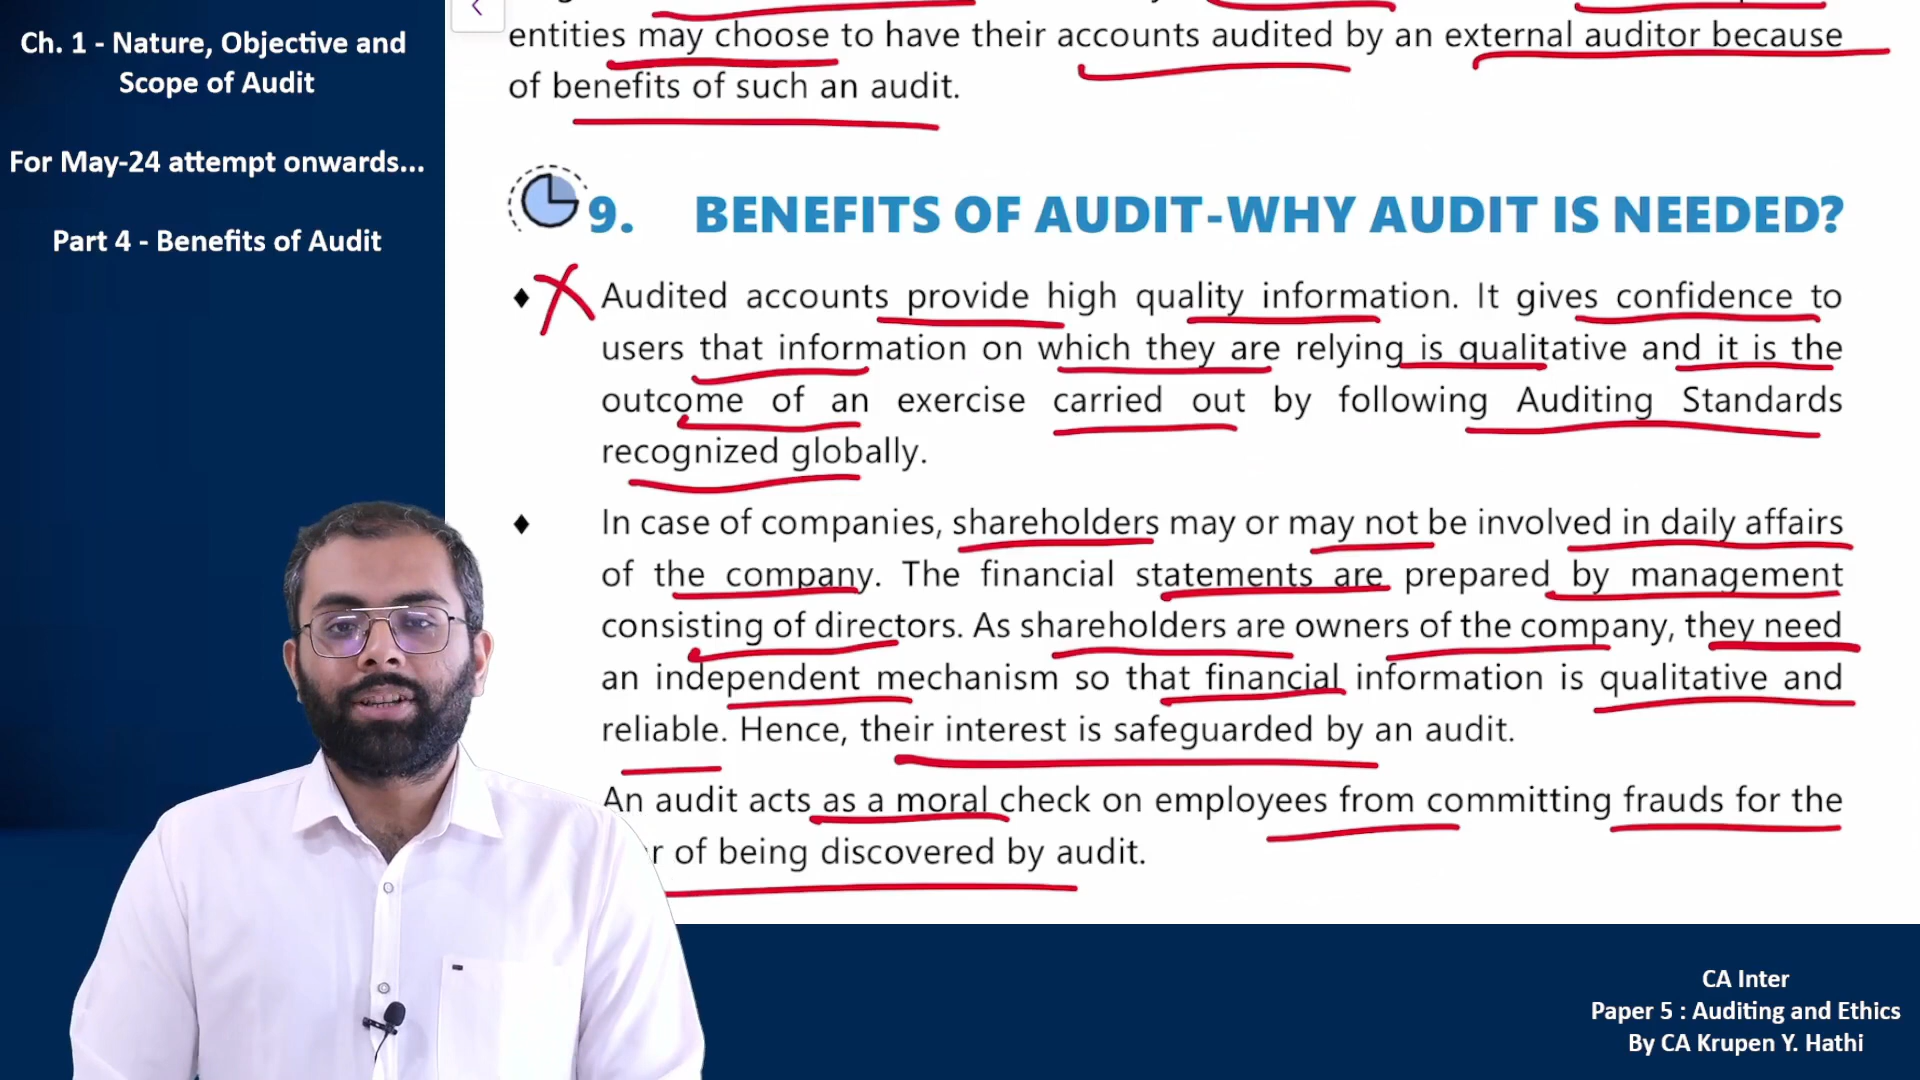 Ch. 1 - Nature, Objective and
Scope of Audit
For May-24 attempt onwards...
Part 4 - Benefits of Audit
entities may choose to have their accounts audited by an external auditor because
of benefits of such an audit.
9. BENEFITS OF AUDIT-WHY AUDIT IS NEEDED?
♦ Audited accounts provide high quality information. It gives confidence to
users that information on which they are relying is qualitative and it is the
outcome of an exercise carried out by following Auditing Standards
recognized globally.
♦ In case of companies, shareholders may or may not be involved in daily affairs
of the company. The financial statements are prepared by management
consisting of directors. As shareholders are owners of the company, they need
an independent mechanism so that financial information is qualitative and
reliable. Hence, their interest is safeguarded by an audit.
An audit acts as a moral check on employees from committing frauds for the
of being discovered by audit.
CA Inter
Paper 5 : Auditing and Ethics
By CA Krupen Y. Hathi